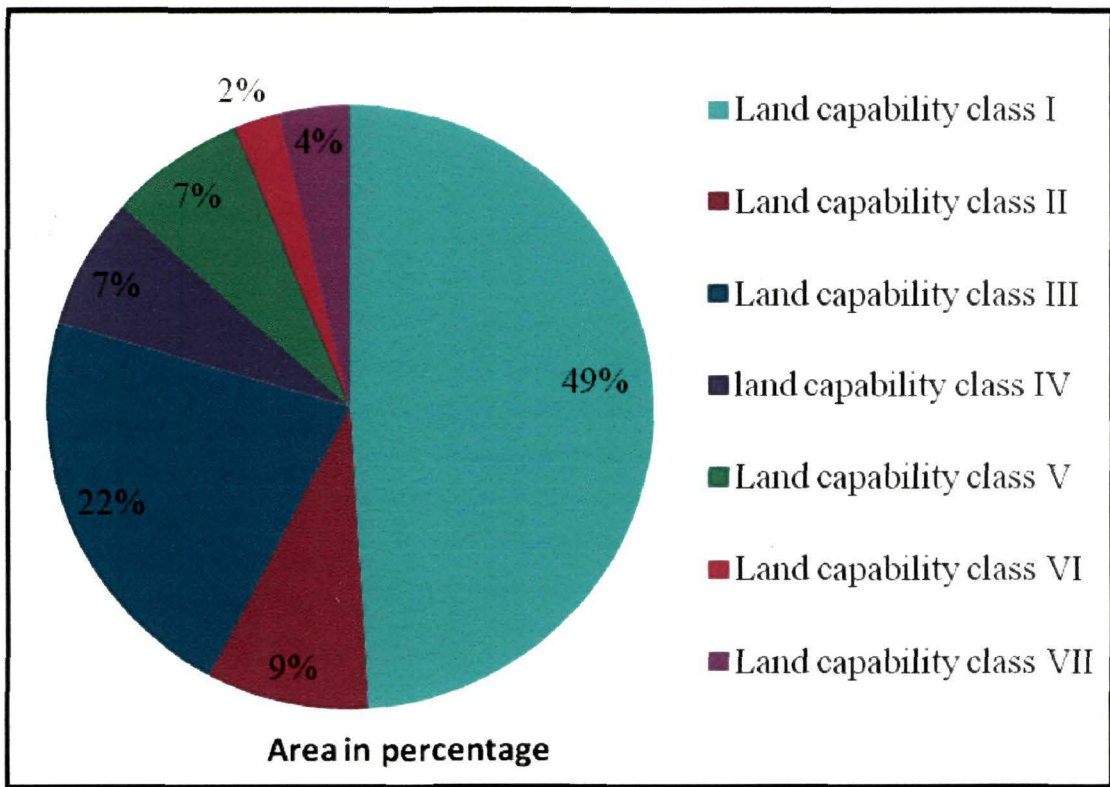 2%
4%
7%
7%
49%
22%
9%
Area in percentage
Land capability class I
Land capability class II
Land capability class III
land capability class IV
Land capability class V
Land capability class VI
Land capability class VII